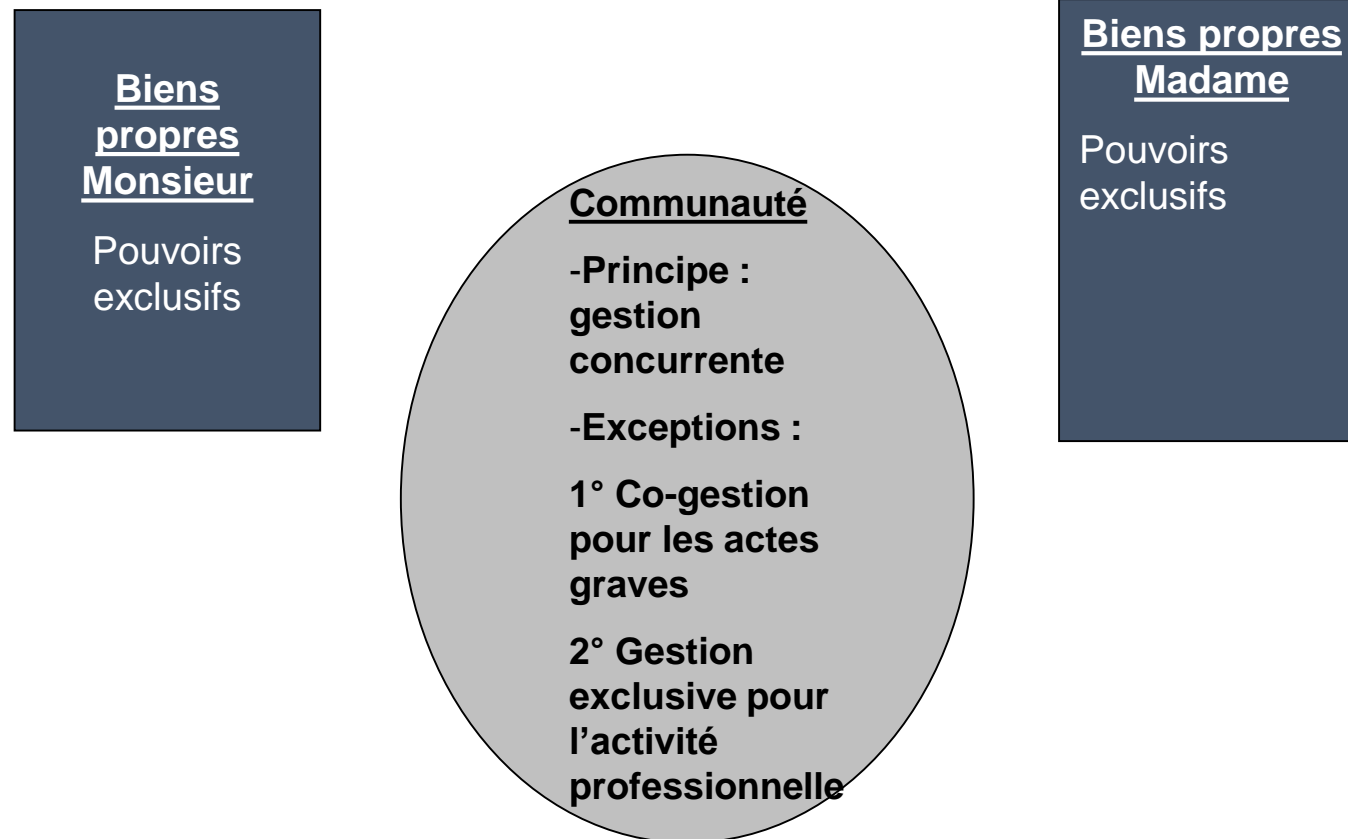 Biens
propres
Monsieur
Pouvoirs
exclusifs
Communauté
-Principe :
gestion
concurrente
-Exceptions :
1° Co-gestion
pour les actes
graves
2° Gestion
exclusive pour
l’activité
professionnelle
Biens propres
Madame
Pouvoirs
exclusifs